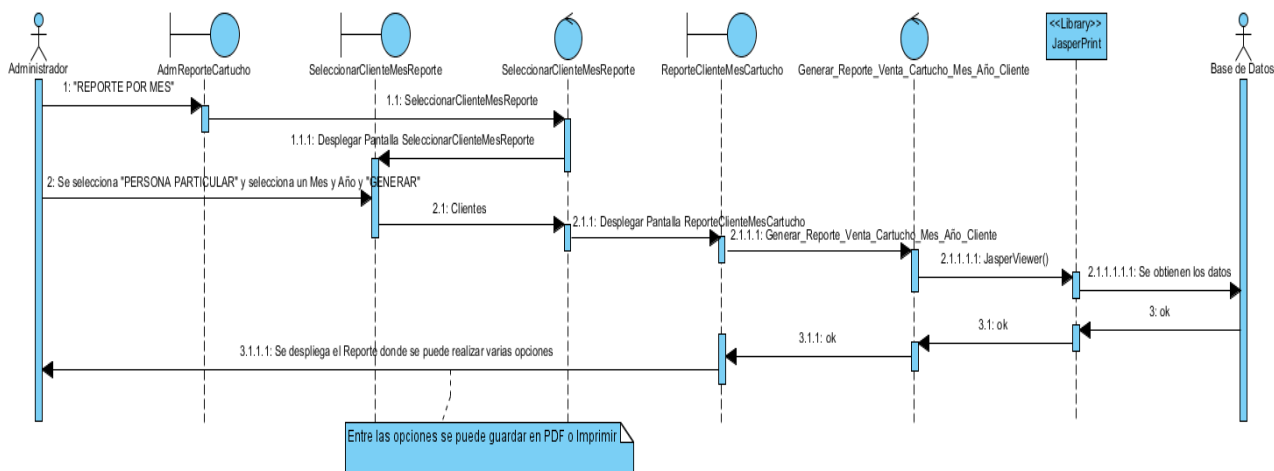 <<Library>>
JasperPrint
Administrador
AdmReporteCartucho
SeleccionarClienteMesReporte
SeleccionarClienteMesReporte
ReporteClienteMesCartucho
Generar_Reporte_Venta_Cartucho_Mes_Año_Cliente
Base de Datos
1: "REPORTE POR MES"
1.1: SeleccionarClienteMesReporte
1.1.1: Desplegar Pantalla SeleccionarClienteMesReporte
2: Se selecciona "PERSONA PARTICULAR" y selecciona un Mes y Año y "GENERAR"
2.1: Clientes
2.1.1: Desplegar Pantalla ReporteClienteMesCartucho
2.1.1.1: Generar_Reporte_Venta_Cartucho_Mes_Año_Cliente
2.1.1.1.1: JasperViewer()
2.1.1.1.1.1: Se obtienen los datos
3: ok
3.1: ok
3.1.1: ok
3.1.1.1: Se despliega el Reporte donde se puede realizar varias opciones
Entre las opciones se puede guardar en PDF o Imprimir